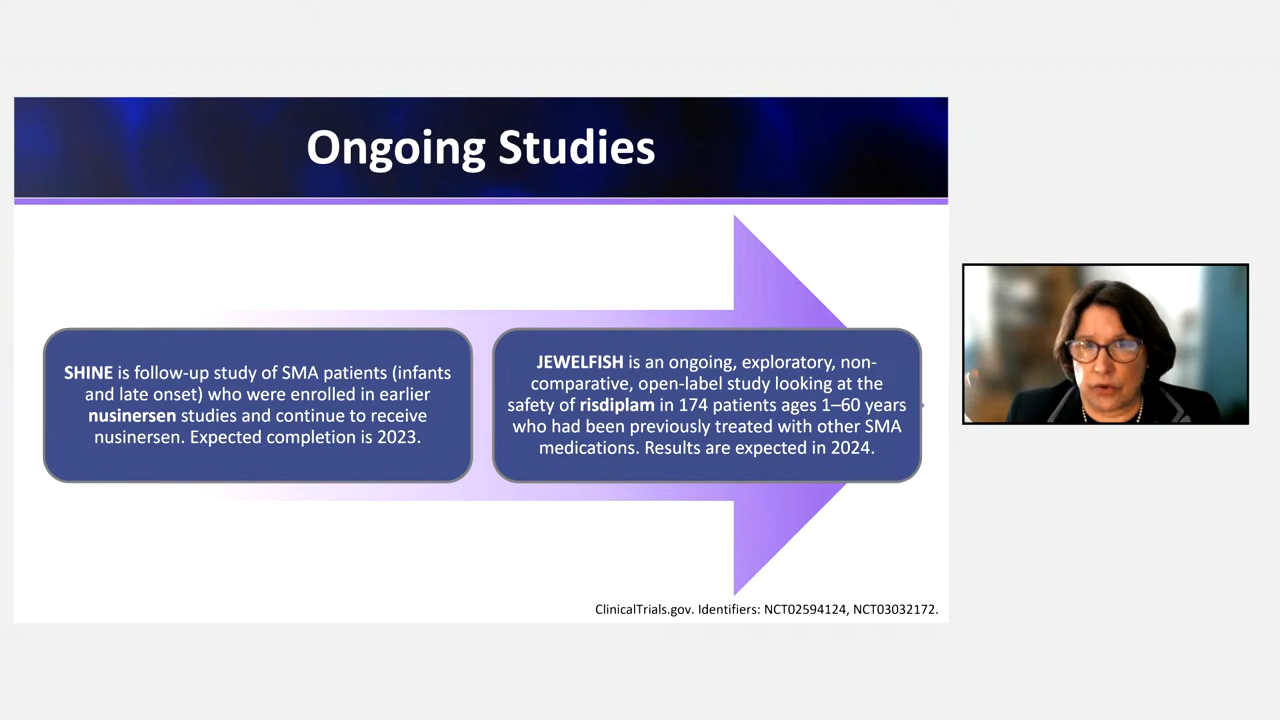 Ongoing Studies
SHINE is follow-up study of SMA patients (infants
and late onset) who were enrolled in earlier
nusinersen studies and continue to receive
nusinersen. Expected completion is 2023.
JEWELFISH is an ongoing, exploratory, non-
comparative, open-label study looking at the
safety of risdiplam in 174 patients ages 1–60 years
who had been previously treated with other SMA
medications. Results are expected in 2024.
ClinicalTrials.gov. Identifiers: NCT02594124, NCT03032172.